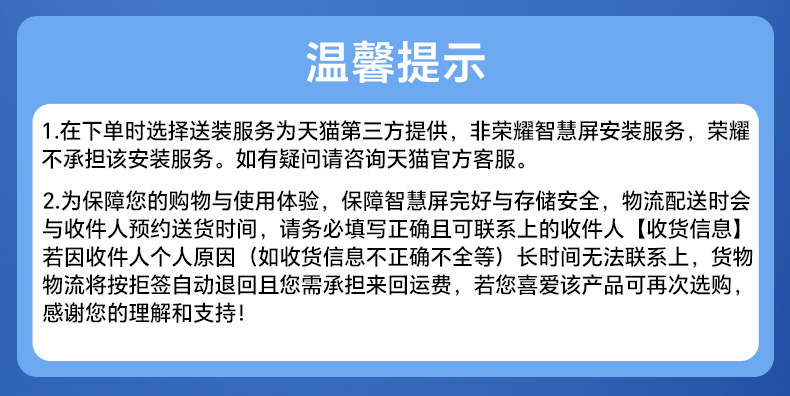 温馨提示
1.在下单时选择送装服务为天猫第三方提供，非荣耀智慧屏安装服务，荣耀
不承担该安装服务。如有疑问请咨询天猫官方客服。
2.为保障您的购物与使用体验，保障智慧屏完好与存储安全，物流配送时会
与收件人预约送货时间，请务必填写正确且可联系上的收件人【收货信息】
若因收件人个人原因（如收货信息不正确不全等）长时间无法联系上，货物
物流将按拒签自动退回且您需承担来回运费，若您喜爱该产品可再次选购，
感谢您的理解和支持！